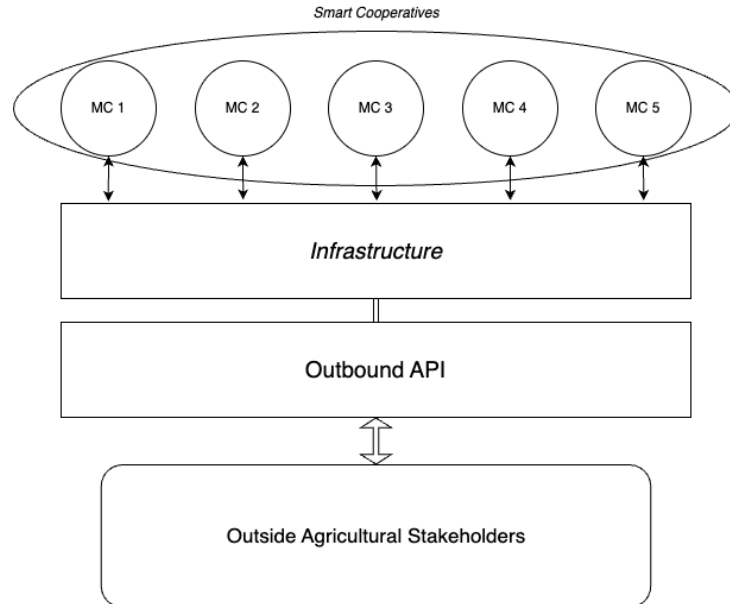 Smart Cooperatives
MC 1
MC 2
MC 3
MC 4
MC 5
Infrastructure
Outbound API
Outside Agricultural Stakeholders